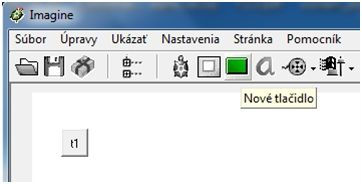 Imagine
Súbor Úpravy Ukázať Nastavenia Stránka Pomocník
a
Nové tlačidlo
t1